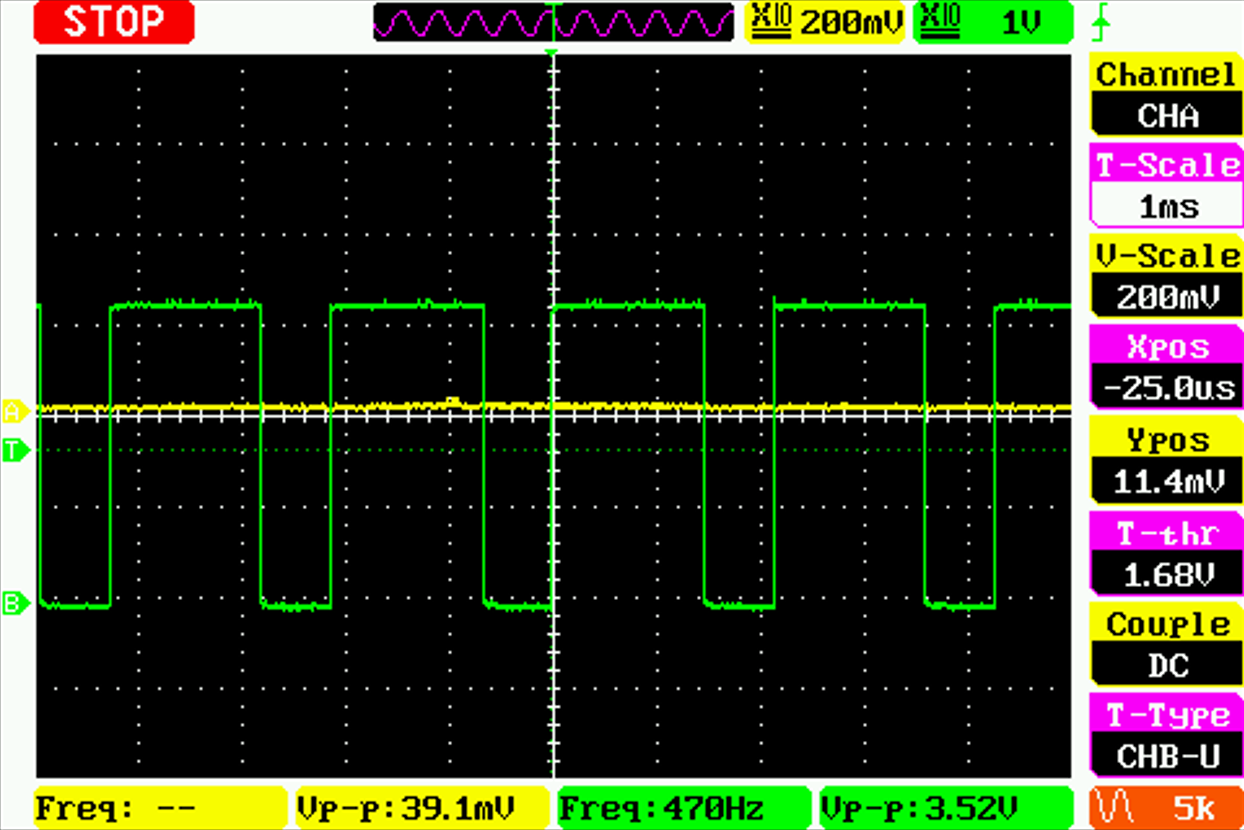 STOP
X10 200mV
X10 1V
Channel
CHA
T-Scale
1ms
V-Scale
200mV
Xpos
-25.0us
A
Ypos
T
11.4mV
T-thr
1.68V
B
Couple
DC
T-Type
CHB-U
Freq: -- Vp-p:39.1mV Freq:470Hz Vp-p:3.52V 5k